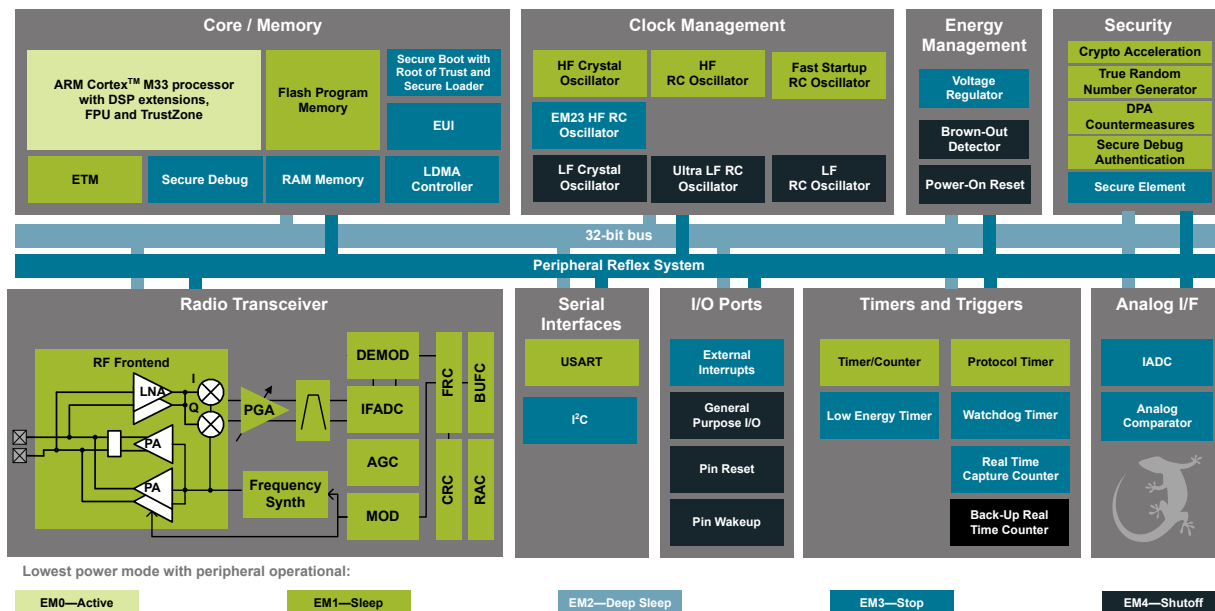 Core / Memory
ARM Cortex™ M33 processor
with DSP extensions,
FPU and TrustZone
Flash Program
Memory
Secure Boot with
Root of Trust and
Secure Loader
EUI
ETM
Secure Debug
RAM Memory
LDMA
Controller
Clock Management
HF Crystal
Oscillator
HF
RC Oscillator
Fast Startup
RC Oscillator
EM23 HF RC
Oscillator
LF Crystal
Oscillator
Ultra LF RC
Oscillator
LF
RC Oscillator
Energy
Management
Voltage
Regulator
Brown-Out
Detector
Power-On Reset
Security
Crypto Acceleration
True Random
Number Generator
DPA
Countermeasures
Secure Debug
Authentication
Secure Element
32-bit bus
Peripheral Reflex System
Radio Transceiver
RF Frontend
LNA
I
Q
PA
PA
PGA
Frequency
Synth
DEMOD
IFADC
AGC
MOD
FRC
BUFC
CRC
RAC
Serial
Interfaces
USART
I²C
I/O Ports
External
Interrupts
General
Purpose I/O
Pin Reset
Pin Wakeup
Timers and Triggers
Timer/Counter
Protocol Timer
Low Energy Timer
Watchdog Timer
Real Time
Capture Counter
Back-Up Real
Time Counter
Analog I/F
IADC
Analog
Comparator
Lowest power mode with peripheral operational:
EM0—Active
EM1—Sleep
EM2—Deep Sleep
EM3—Stop
EM4—Shutoff